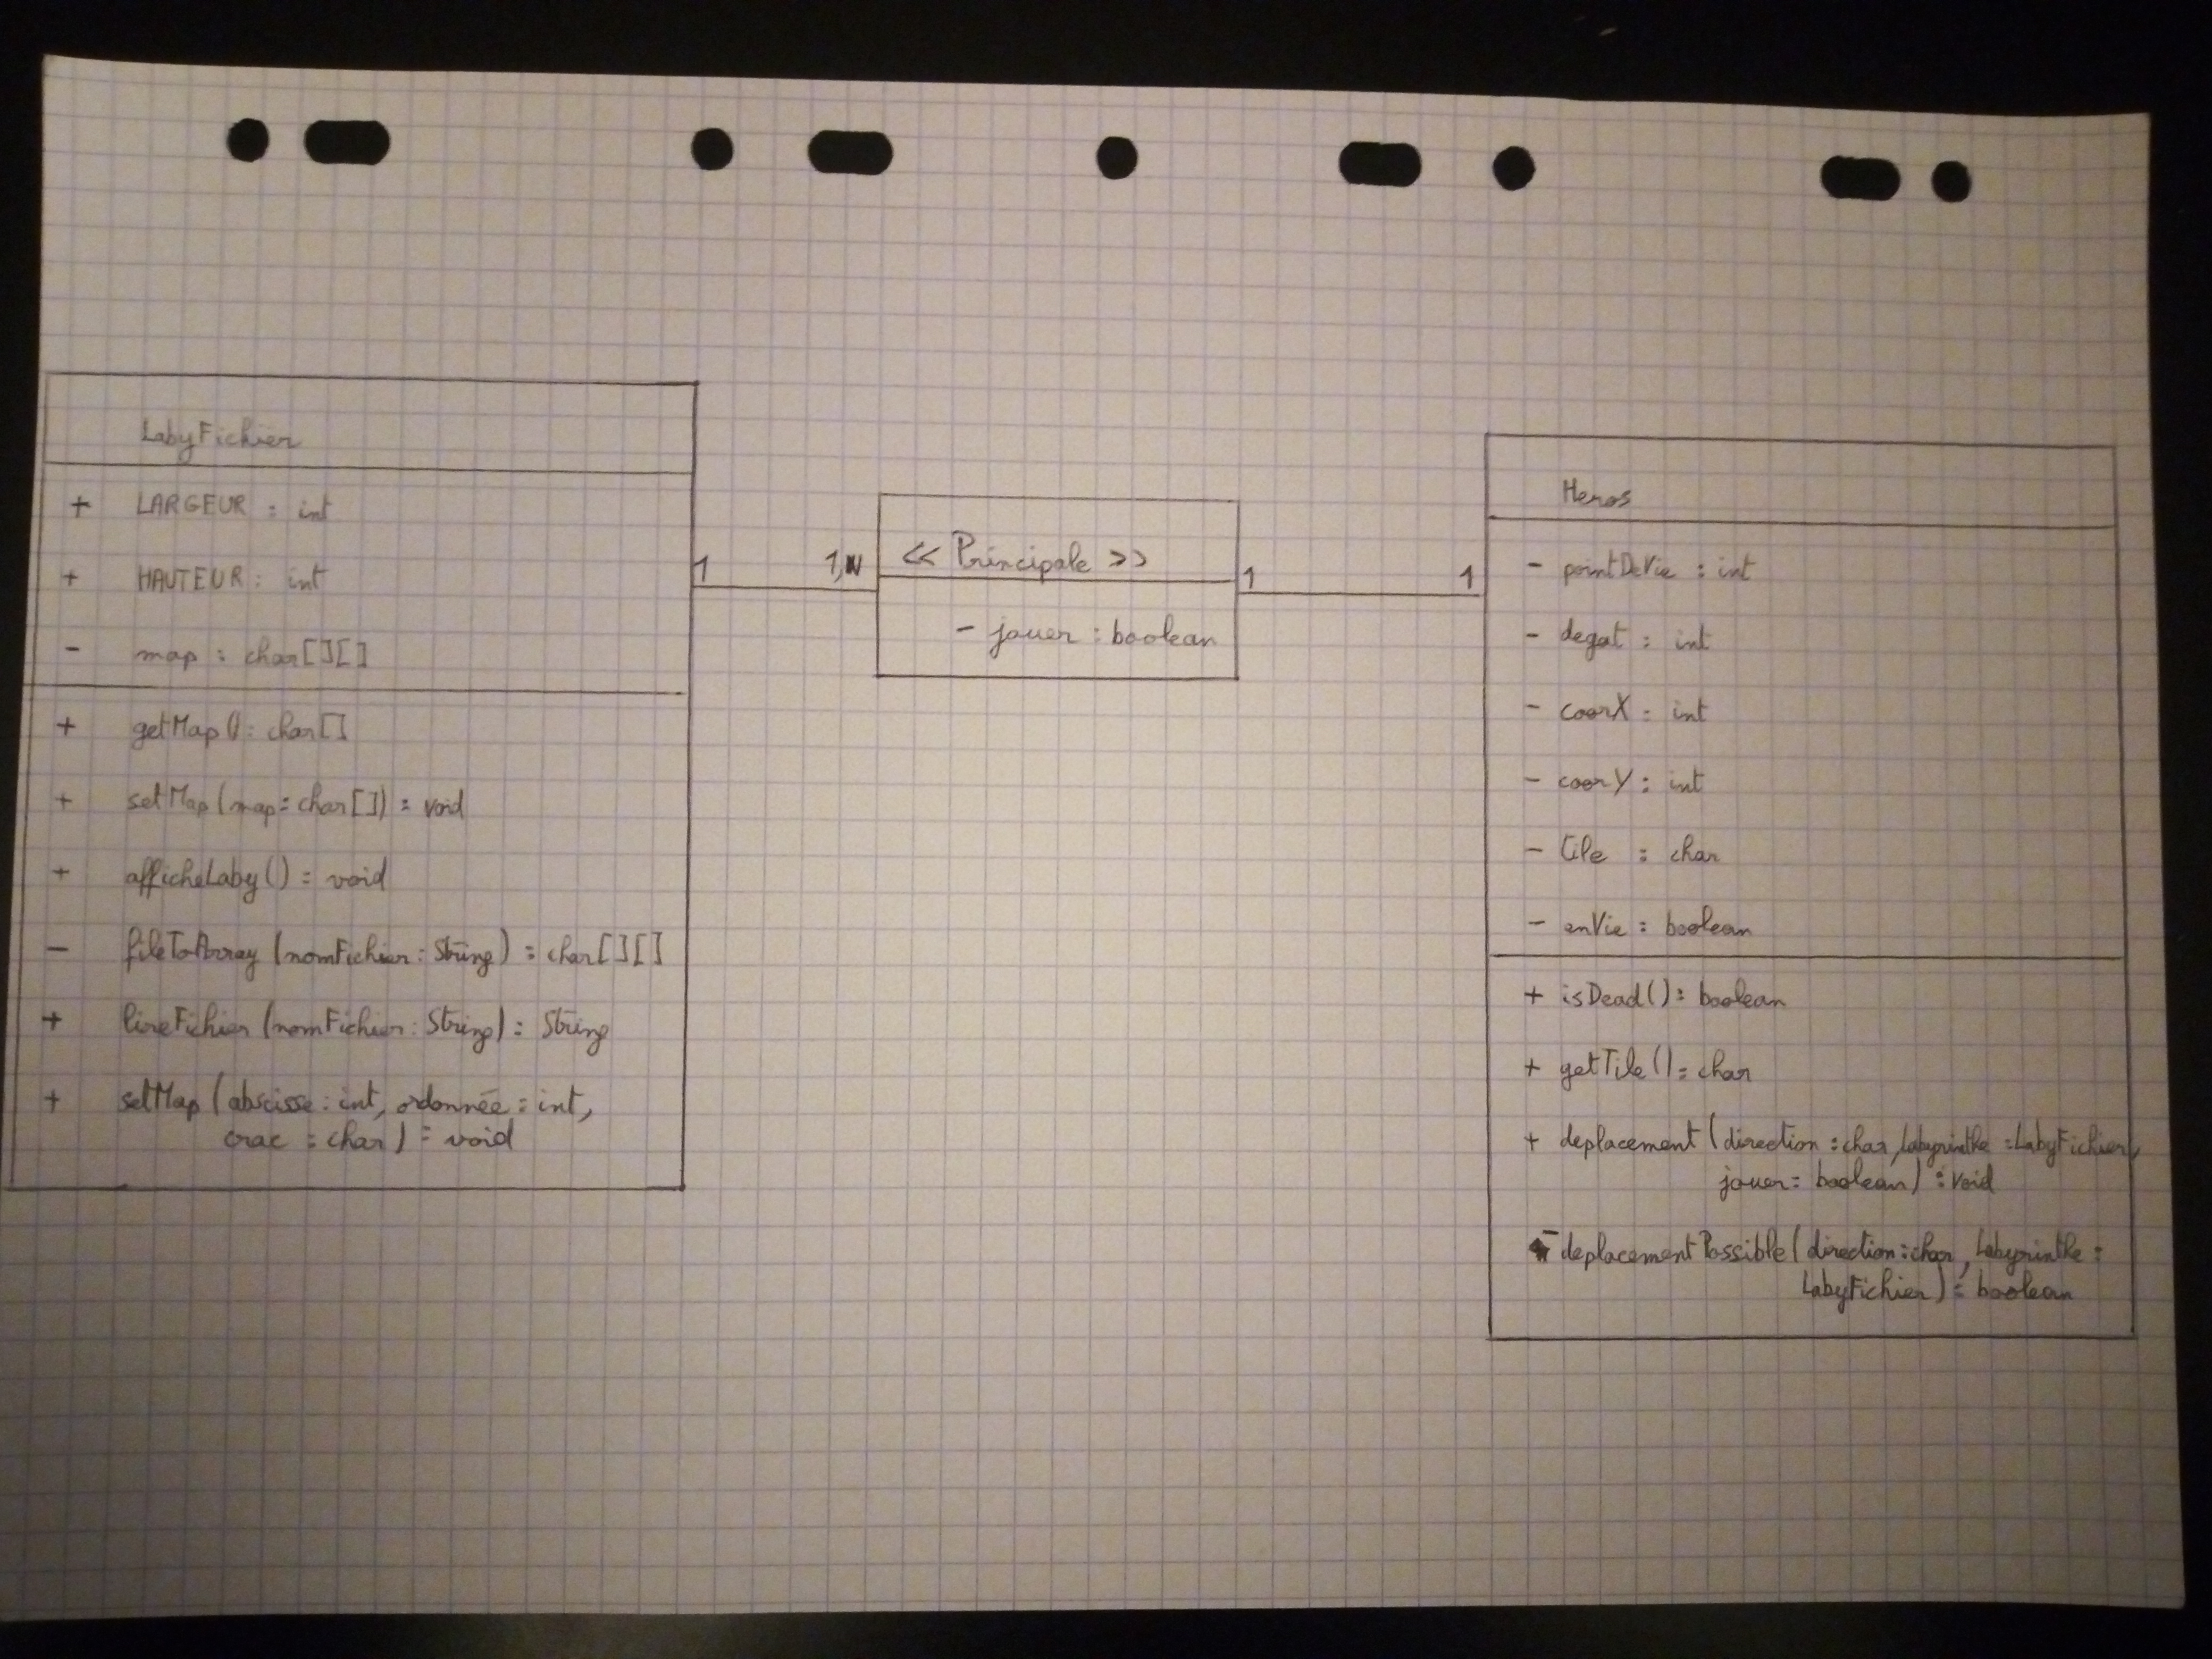 LabyFichier
+ LARGEUR : int
+ HAUTEUR : int
- map : char[][]
+ getMap() : char[]
+ setMap(map : char[]) : void
+ afficheLaby() : void
- fileToArray (nomFichier : String) : char[][]
+ lireFichier (nomFichier : String) : String
+ setMap (abscisse : int, ordonnée : int,
crac : char) : void
1 1,N
<< Principale >>
- jouer : boolean
1 1
Heros
- pointDeVie : int
- degat : int
- coorX : int
- coorY : int
- tile : char
- enVie : boolean
+ isDead() : boolean
+ getTile() : char
+ deplacement (direction : char, labyrinthe : LabyFichier,
jouer : boolean) : void
- deplacementPossible (direction : char, labyrinthe :
LabyFichier) : boolean